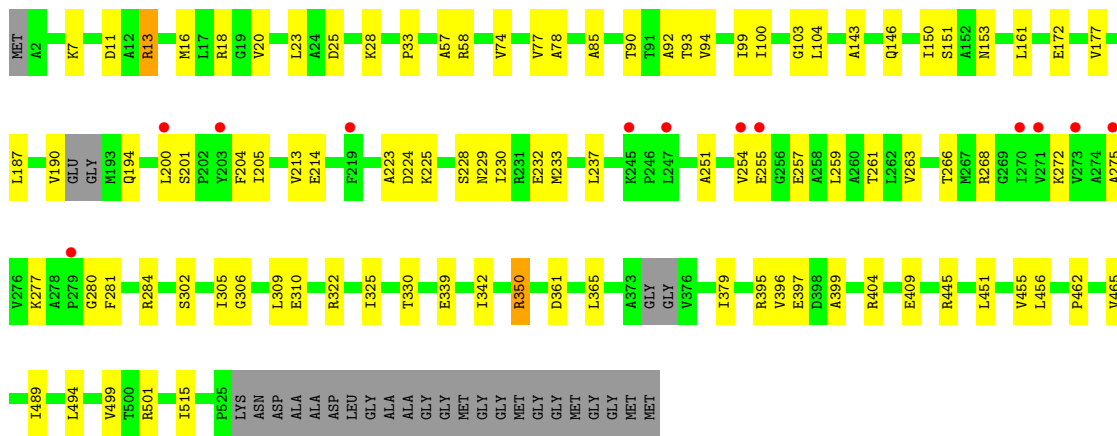 MET A2 K7 D11 A12 R13 M16 L17 R18 G19 V20 L23 A24 D25 K28 P33 A57 R58 V74 V77 A78 A85 T90 T91 A92 T93 V94 I99 I100 G103 L104 A143 Q146 I150 S151 A152 N153 L161 E172 V177
L187 V190 GLU GLY M193 Q194 L200 S201 P202 Y203 F204 I205 V213 E214 F219 A223 D224 K225 S228 N229 I230 R231 E232 M233 L237 K245 P246 L247 A251 V254 E255 G256 E257 A258 L259 A260 T261 L262 V263 T266 M267 R268 G269 I270 V271 K272 V273 A274 A275
V276 K277 A278 P279 G280 F281 R284 S302 I305 G306 L309 E310 R322 I325 T330 E339 I342 R350 D361 L365 A373 GLY GLY V376 I379 R395 V396 E397 D398 A399 R404 E409 R445 L451 V455 L456 P462 V465
I489 L494 V499 T500 R501 I515 P525 LYS ASN ASP ALA ALA ASP LEU GLY ALA ALA GLY GLY MET GLY GLY MET GLY GLY MET GLY GLY MET MET